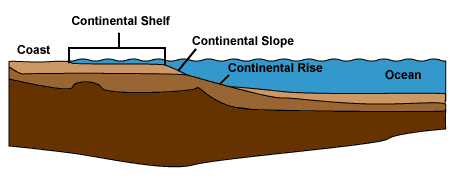 Continental Shelf
Coast
Continental Slope
Continental Rise
Ocean